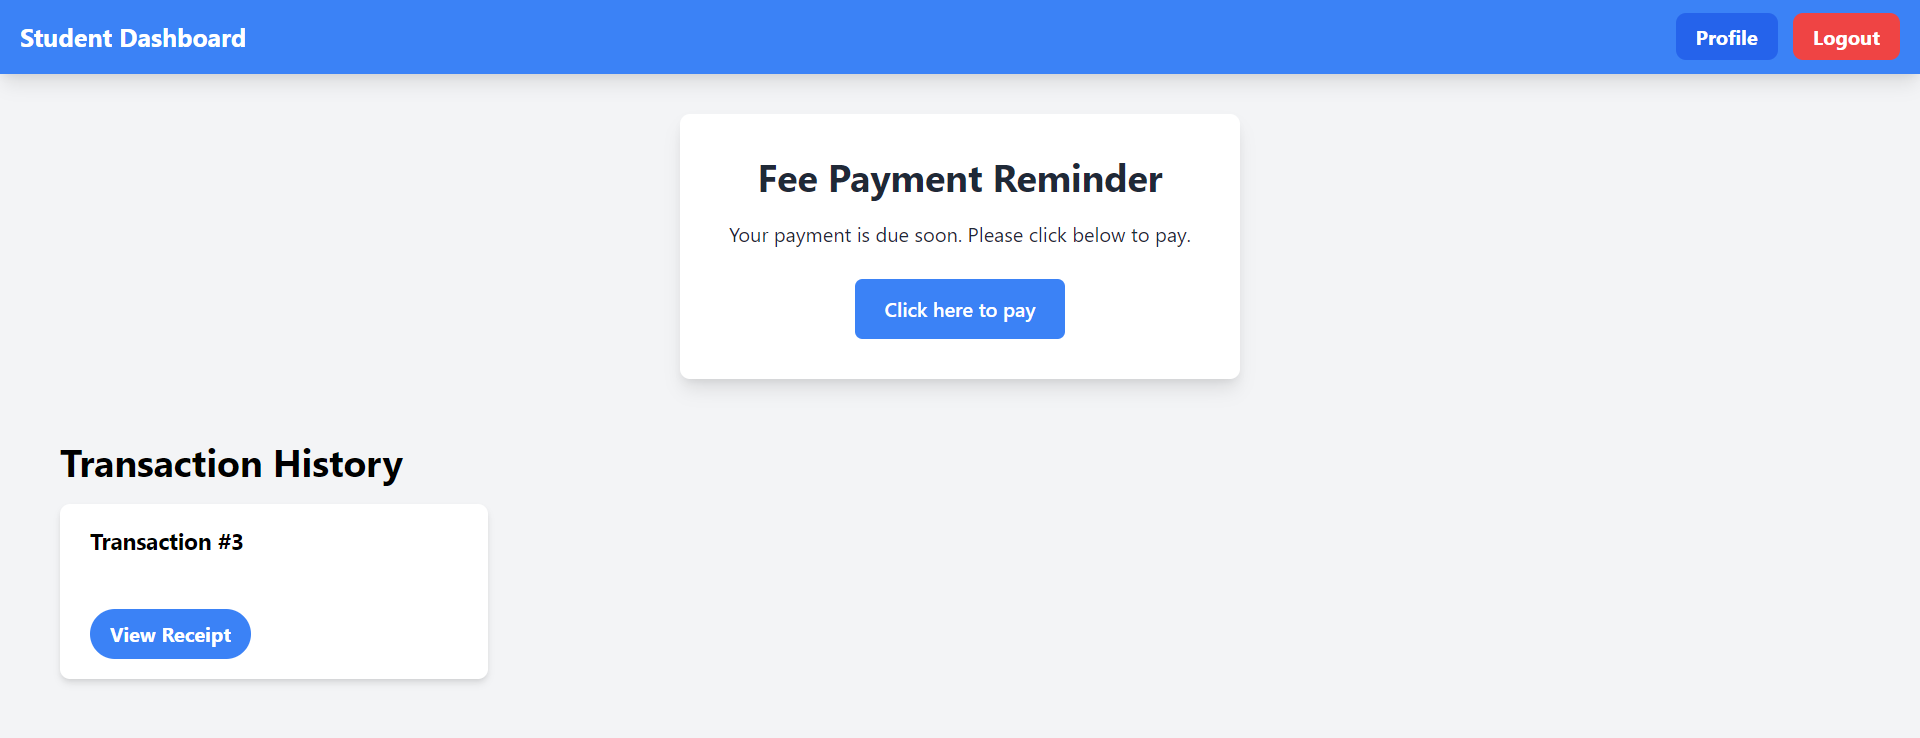 Student Dashboard
Profile
Logout
Fee Payment Reminder
Your payment is due soon. Please click below to pay.
Click here to pay
Transaction History
Transaction #3
View Receipt